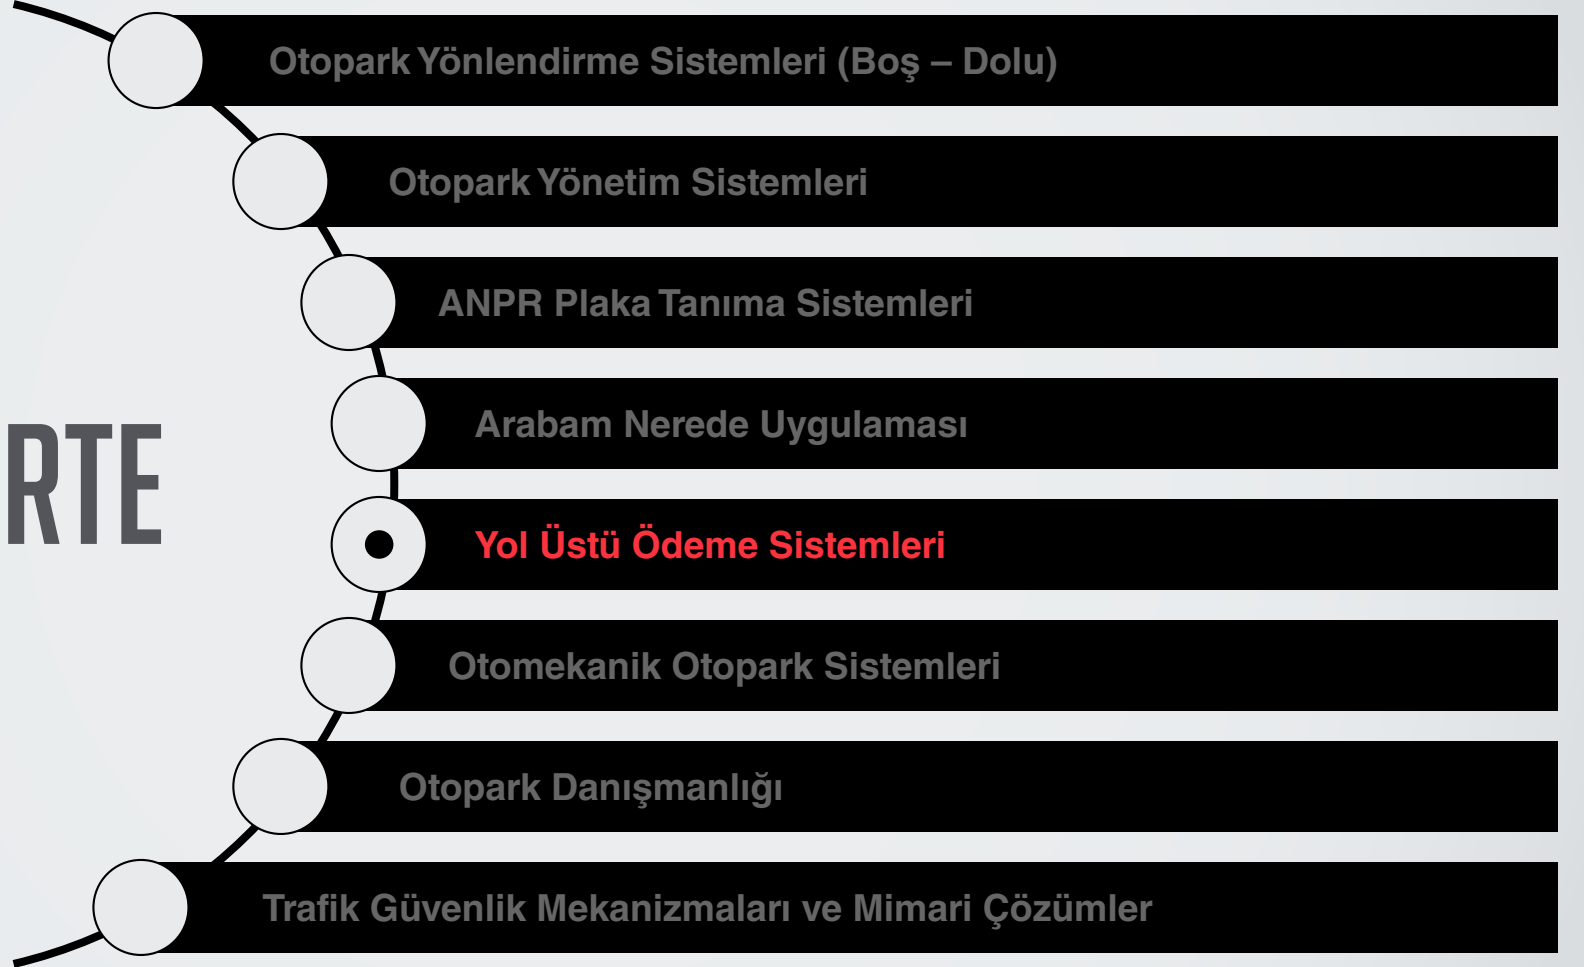 Otopark Yönlendirme Sistemleri (Boş – Dolu)
Otopark Yönetim Sistemleri
ANPR Plaka Tanıma Sistemleri
Arabam Nerede Uygulaması
RTE
Yol Üstü Ödeme Sistemleri
Otomekanik Otopark Sistemleri
Otopark Danışmanlığı
Trafik Güvenlik Mekanizmaları ve Mimari Çözümler